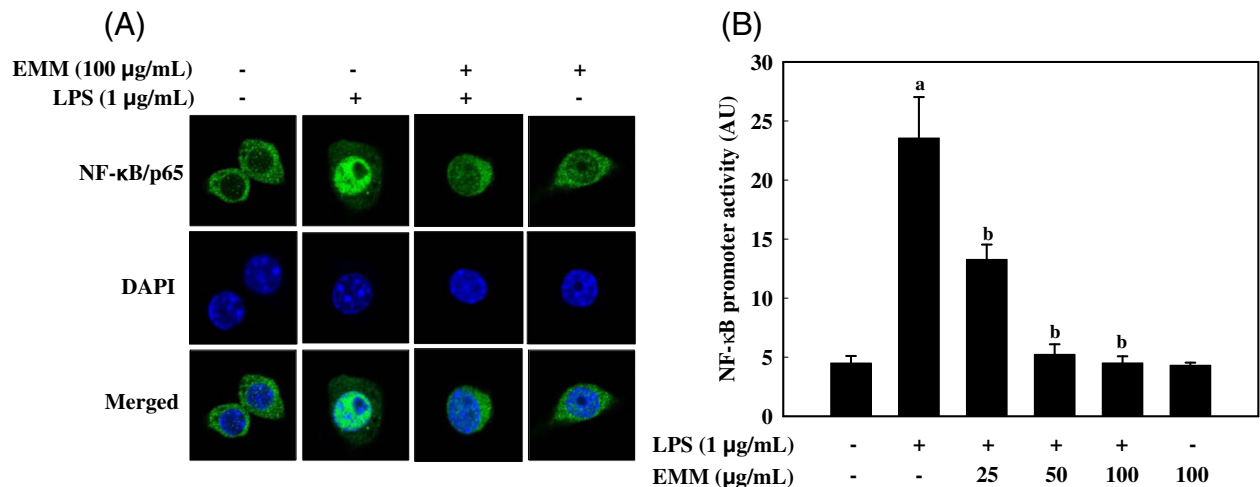 (A)
EMM (100 μg/mL) - - + +
LPS (1 μg/mL) - + + -
NF-κB/p65
DAPI
Merged
(B)
NF-κB promoter activity (AU)
30
25
20
15
10
5
0
a
b
b
b
LPS (1 μg/mL) - + + + + -
EMM (μg/mL) - - 25 50 100 100